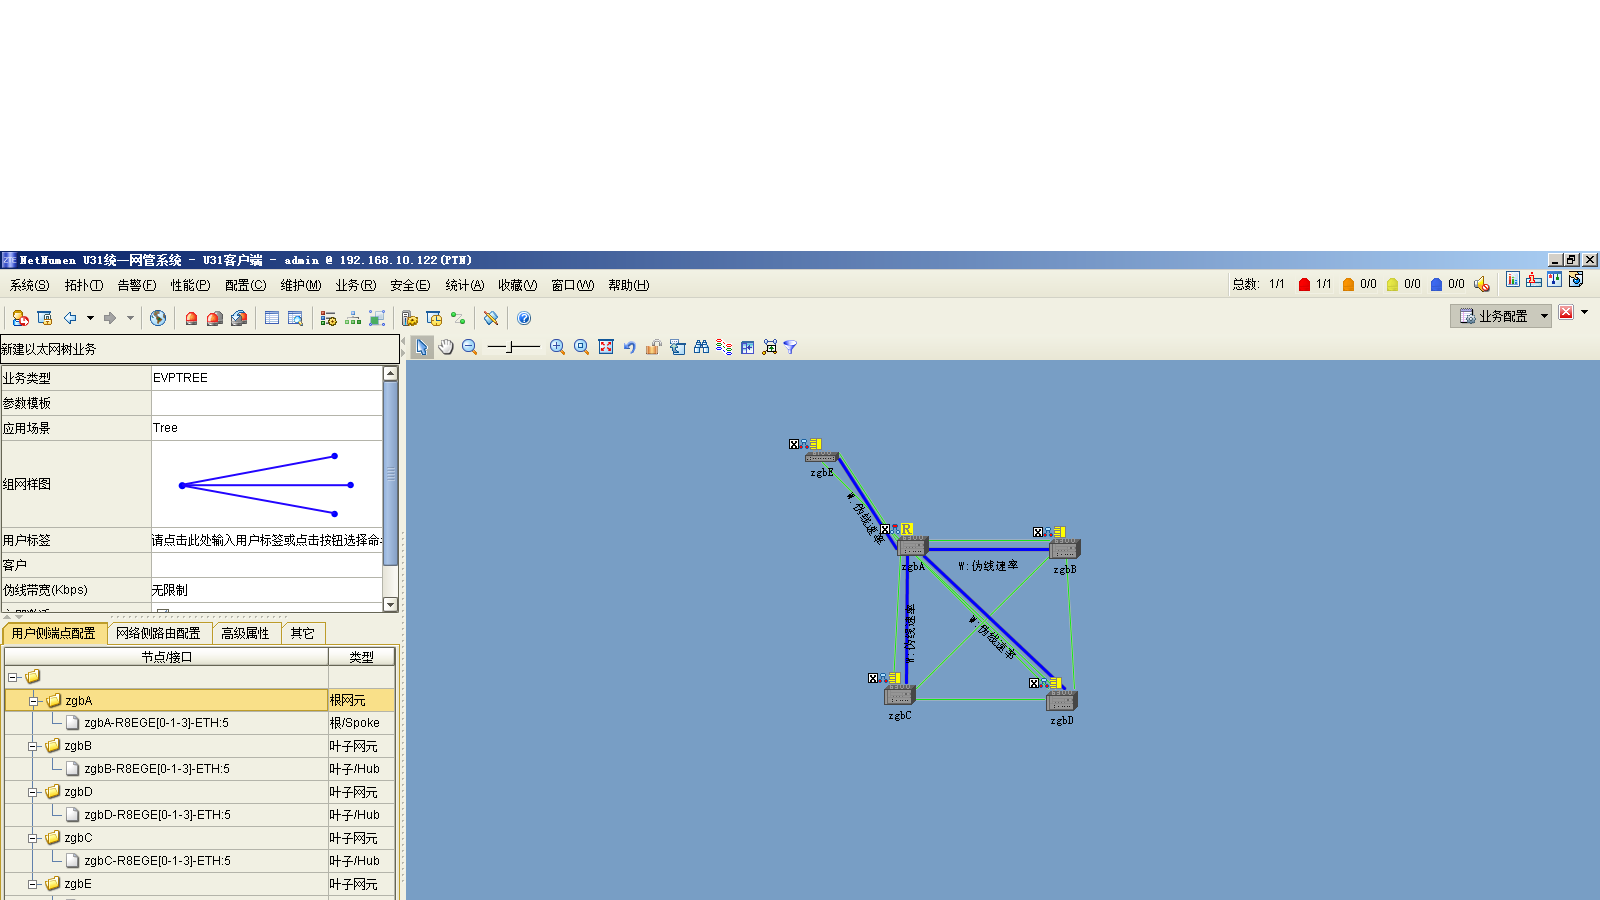 NetNumen U31统一网管系统 - U31客户端 - admin @ 192.168.10.122(PTN)
系统(S) 拓扑(T) 告警(F) 性能(P) 配置(C) 维护(M) 业务(R) 安全(E) 统计(A) 收藏(V) 窗口(W) 帮助(H) 总数: 1/1 1/1 0/0 0/0 0/0
业务配置
新建以太网树业务
业务类型 EVPTREE
参数模板
应用场景 Tree
组网样图
用户标签 请点击此处输入用户标签或点击按钮选择命
客户
伪线带宽(Kbps) 无限制
用户侧端点配置 网络侧路由配置 高级属性 其它
节点/接口 类型
zgbA 根网元
zgbA-R8EGE[0-1-3]-ETH:5 根/Spoke
zgbB 叶子网元
zgbB-R8EGE[0-1-3]-ETH:5 叶子/Hub
zgbD 叶子网元
zgbD-R8EGE[0-1-3]-ETH:5 叶子/Hub
zgbC 叶子网元
zgbC-R8EGE[0-1-3]-ETH:5 叶子/Hub
zgbE 叶子网元
zgbE
W:伪线速率
R
zgbA
W:伪线速率
zgbB
W:伪线速率
W:伪线速率
zgbC
zgbD